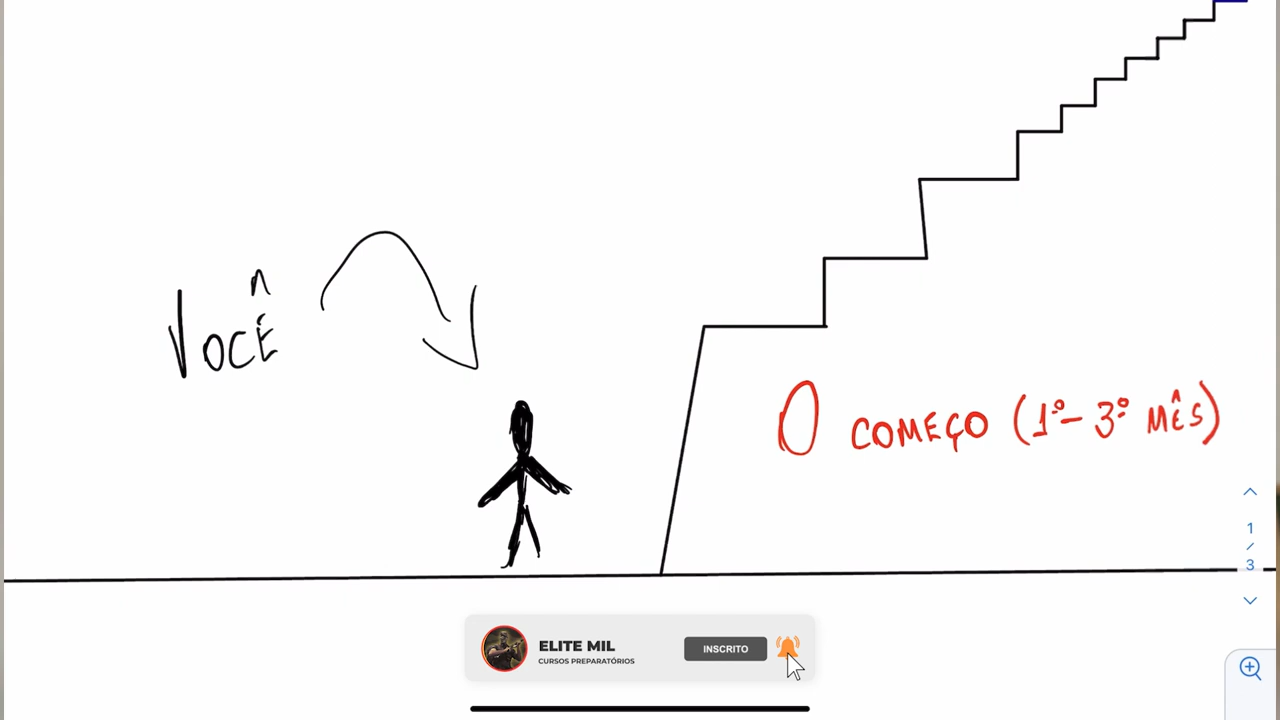 VOCÊ
O COMEÇO (1º - 3º MÊS)
1
/
3
ELITE MIL
CURSOS PREPARATÓRIOS
INSCRITO